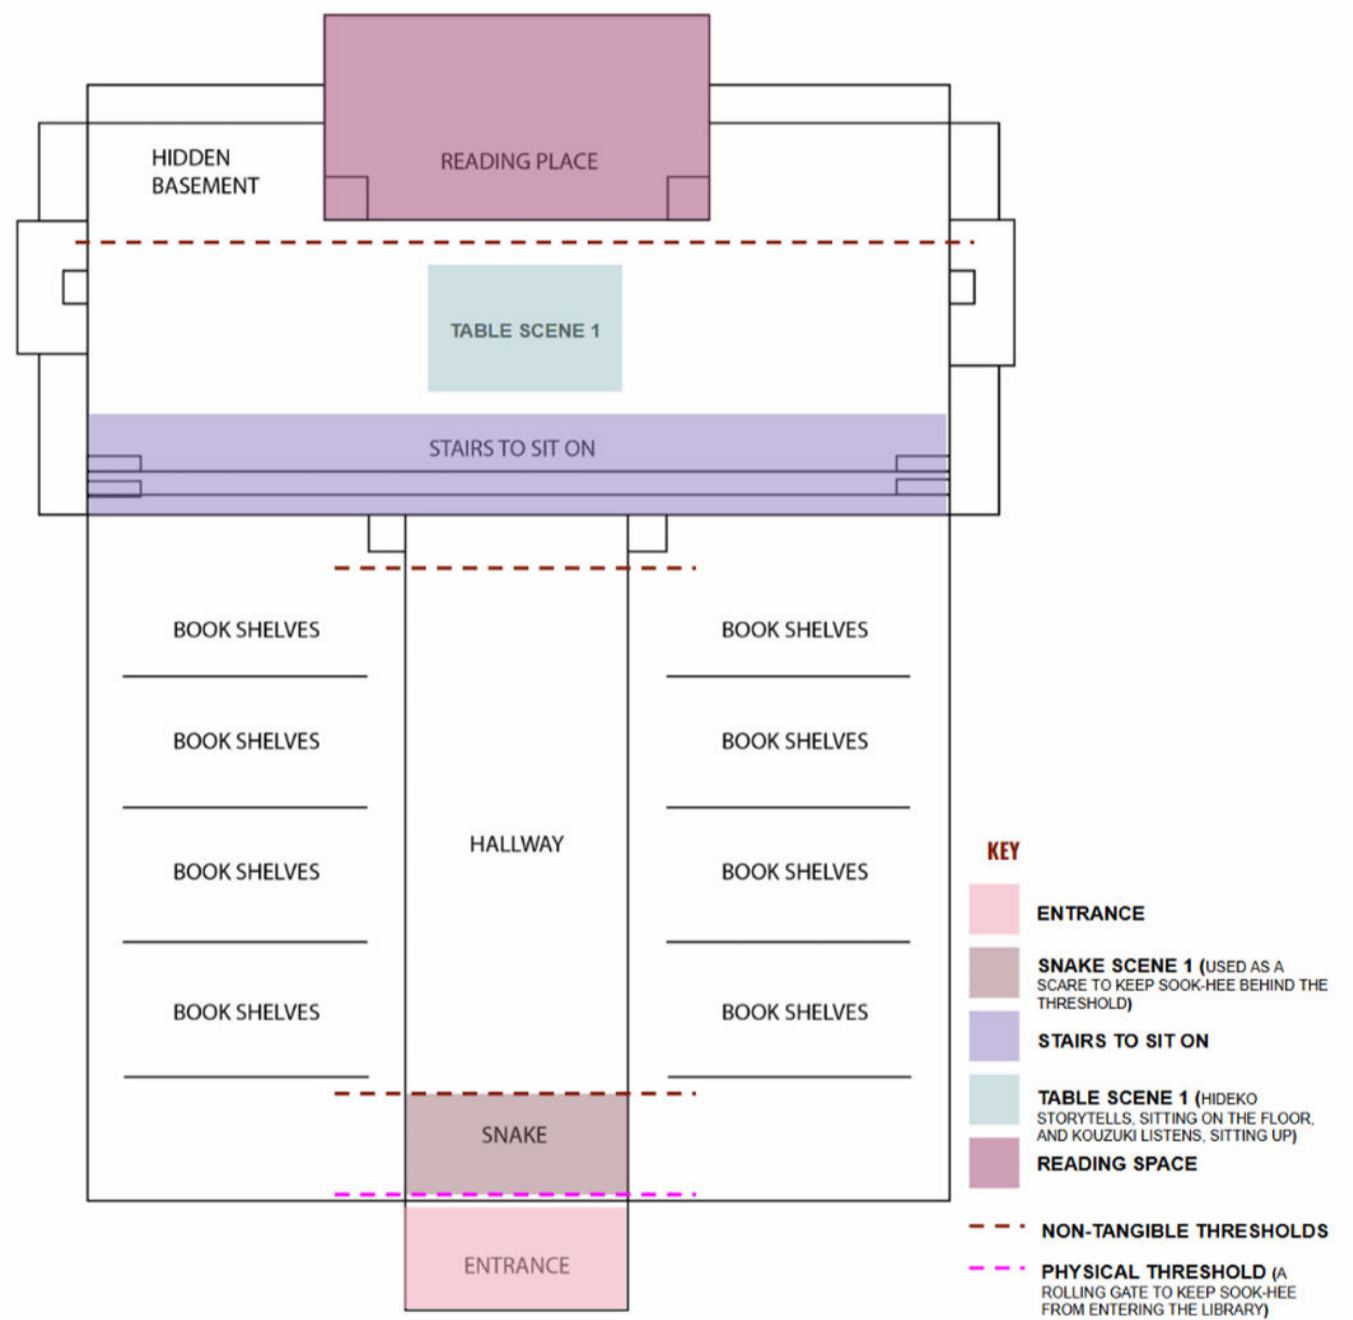 HIDDEN
BASEMENT
READING PLACE
TABLE SCENE 1
STAIRS TO SIT ON
BOOK SHELVES
BOOK SHELVES
BOOK SHELVES
BOOK SHELVES
HALLWAY
BOOK SHELVES
BOOK SHELVES
BOOK SHELVES
BOOK SHELVES
SNAKE
ENTRANCE
KEY
ENTRANCE
SNAKE SCENE 1 (USED AS A
SCARE TO KEEP SOOK-HEE BEHIND THE
THRESHOLD)
STAIRS TO SIT ON
TABLE SCENE 1 (HIDEKO
STORYTELLS, SITTING ON THE FLOOR,
AND KOUZUKI LISTENS, SITTING UP)
READING SPACE
NON-TANGIBLE THRESHOLDS
PHYSICAL THRESHOLD (A
ROLLING GATE TO KEEP SOOK-HEE
FROM ENTERING THE LIBRARY)